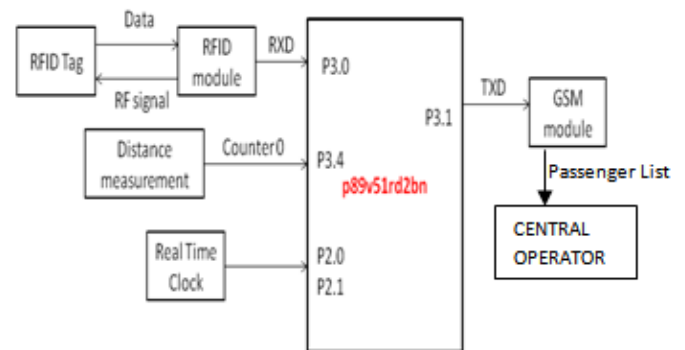 Data
RFID Tag
RF signal
RFID
module
RXD
P3.0
Distance
measurement
Counter0
P3.4
Real Time
Clock
P2.0
P2.1
p89v51rd2bn
P3.1
TXD
GSM
module
Passenger List
CENTRAL
OPERATOR